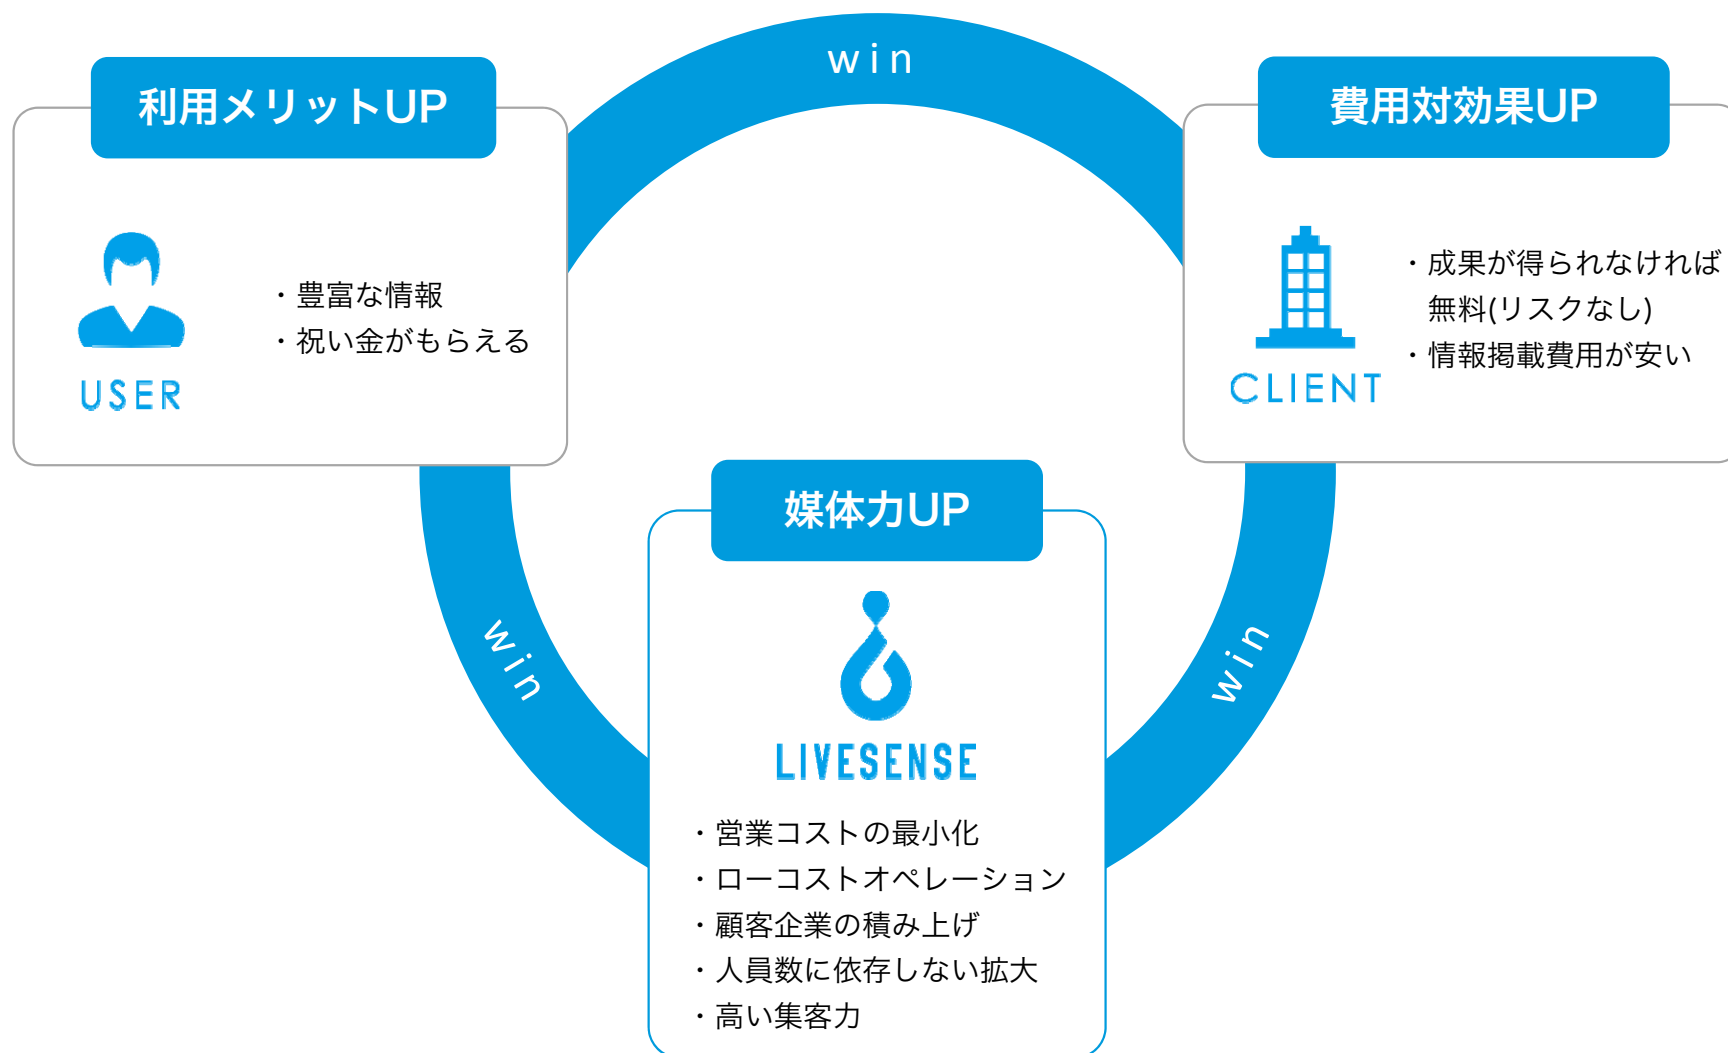 win
利用メリットUP
・豊富な情報
・祝い金がもらえる
USER
費用対効果UP
・成果が得られなければ
無料(リスクなし)
・情報掲載費用が安い
CLIENT
媒体力UP
LIVESENSE
・営業コストの最小化
・ローコストオペレーション
・顧客企業の積み上げ
・人員数に依存しない拡大
・高い集客力
win
win